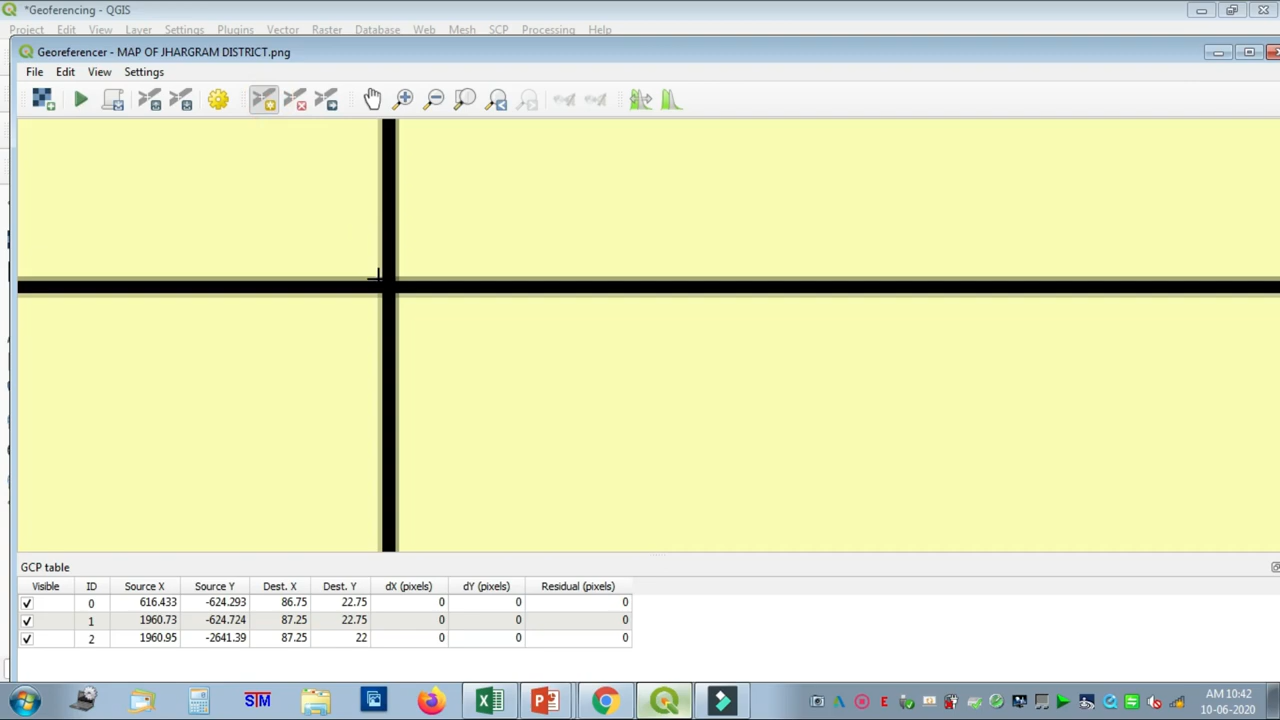 *Georeferencing - QGIS
Project Edit View Layer Settings Plugins Vector Raster Database Web Mesh SCP Processing Help
Georeferencer - MAP OF JHARGRAM DISTRICT.png
File Edit View Settings
GCP table
Visible ID Source X Source Y Dest. X Dest. Y dX (pixels) dY (pixels) Residual (pixels)
0 616.433 -624.293 86.75 22.75 0 0 0
1 1960.73 -624.724 87.25 22.75 0 0 0
2 1960.95 -2641.39 87.25 22 0 0 0
STM
AM 10:42
10-06-2020